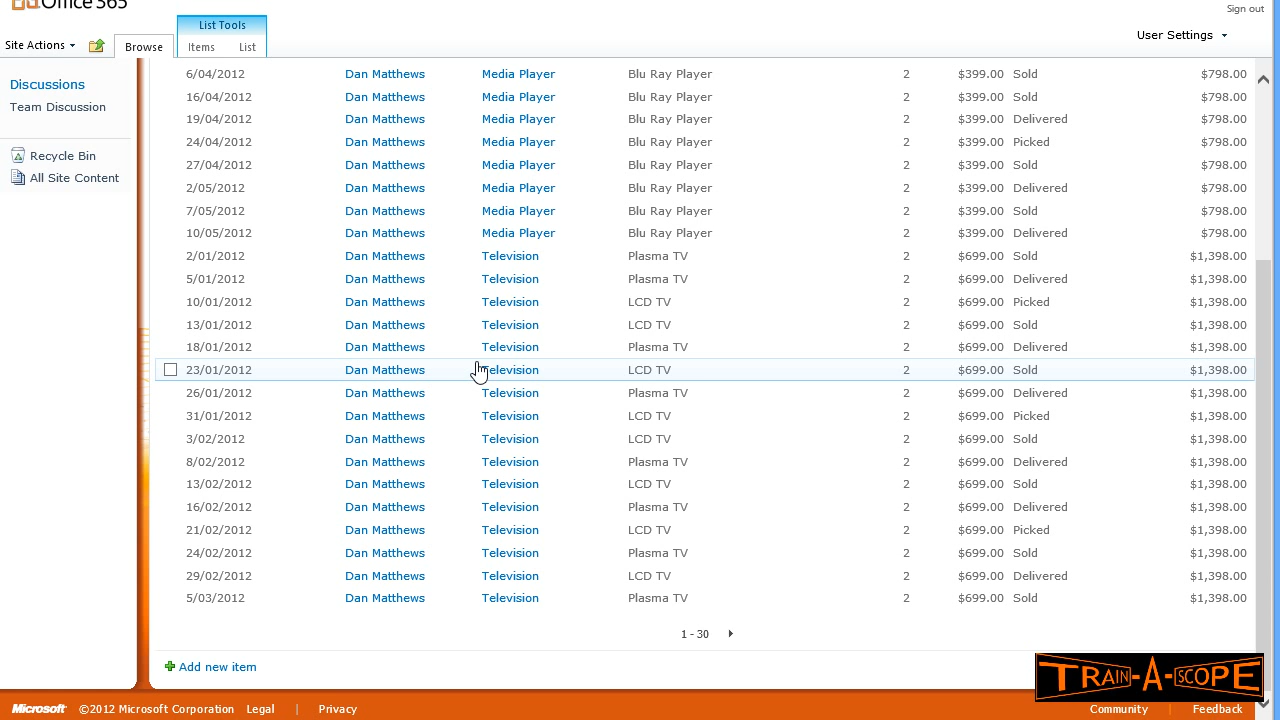 Office 365
Sign out
List Tools
Site Actions
Browse
Items
List
User Settings
Discussions
Team Discussion
Recycle Bin
All Site Content
6/04/2012 Dan Matthews Media Player Blu Ray Player 2 $399.00 Sold $798.00
16/04/2012 Dan Matthews Media Player Blu Ray Player 2 $399.00 Sold $798.00
19/04/2012 Dan Matthews Media Player Blu Ray Player 2 $399.00 Delivered $798.00
24/04/2012 Dan Matthews Media Player Blu Ray Player 2 $399.00 Picked $798.00
27/04/2012 Dan Matthews Media Player Blu Ray Player 2 $399.00 Sold $798.00
2/05/2012 Dan Matthews Media Player Blu Ray Player 2 $399.00 Delivered $798.00
7/05/2012 Dan Matthews Media Player Blu Ray Player 2 $399.00 Sold $798.00
10/05/2012 Dan Matthews Media Player Blu Ray Player 2 $399.00 Delivered $798.00
2/01/2012 Dan Matthews Television Plasma TV 2 $699.00 Sold $1,398.00
5/01/2012 Dan Matthews Television Plasma TV 2 $699.00 Delivered $1,398.00
10/01/2012 Dan Matthews Television LCD TV 2 $699.00 Picked $1,398.00
13/01/2012 Dan Matthews Television LCD TV 2 $699.00 Sold $1,398.00
18/01/2012 Dan Matthews Television Plasma TV 2 $699.00 Delivered $1,398.00
23/01/2012 Dan Matthews Television LCD TV 2 $699.00 Sold $1,398.00
26/01/2012 Dan Matthews Television Plasma TV 2 $699.00 Delivered $1,398.00
31/01/2012 Dan Matthews Television LCD TV 2 $699.00 Picked $1,398.00
3/02/2012 Dan Matthews Television LCD TV 2 $699.00 Sold $1,398.00
8/02/2012 Dan Matthews Television Plasma TV 2 $699.00 Delivered $1,398.00
13/02/2012 Dan Matthews Television LCD TV 2 $699.00 Sold $1,398.00
16/02/2012 Dan Matthews Television Plasma TV 2 $699.00 Delivered $1,398.00
21/02/2012 Dan Matthews Television LCD TV 2 $699.00 Picked $1,398.00
24/02/2012 Dan Matthews Television Plasma TV 2 $699.00 Sold $1,398.00
29/02/2012 Dan Matthews Television LCD TV 2 $699.00 Delivered $1,398.00
5/03/2012 Dan Matthews Television Plasma TV 2 $699.00 Sold $1,398.00
1 - 30
Add new item
TRAIN-A-SCOPE
Microsoft ©2012 Microsoft Corporation Legal | Privacy Community | Feedback